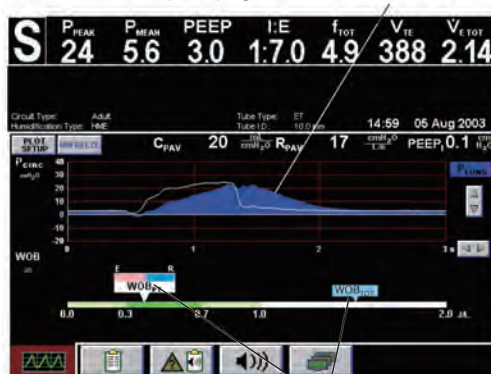 S PPEAK PMEAN PEEP I:E fTOT VTE V̇E TOT
24 5.6 3.0 1:7.0 4.9 388 2.14
Circuit Type: Adult Tube Type: ET
Humidification Type: HME Tube I.D.: 10.0 14:59 05 Aug 2003
PLOT SETUP CPAV 20 mL cmH2O RPAV 17 cmH2O L/s PEEPI 0.1
PCIRC PLUNG
cmH2O
40
30
20
10
0
-10
-20
0 1 2 3 s
WOB
E R
WOBPT WOBTOT
0.0 0.3 0.7 1.0 2.0 J/L